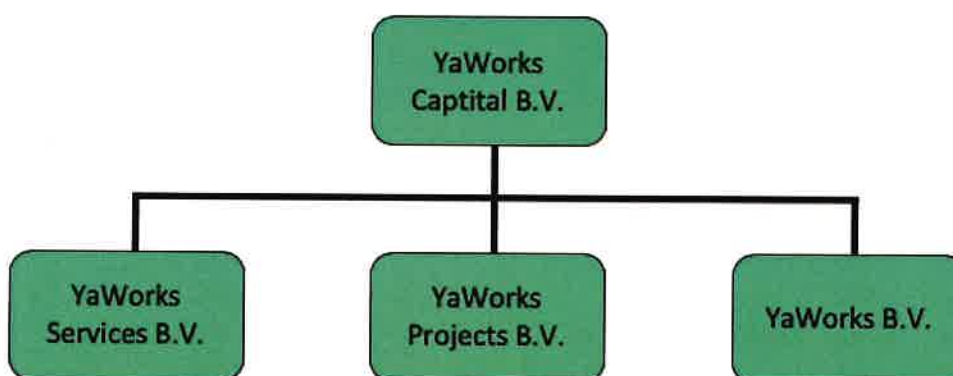 YaWorks
Captital B.V.
YaWorks
Services B.V.
YaWorks
Projects B.V.
YaWorks B.V.